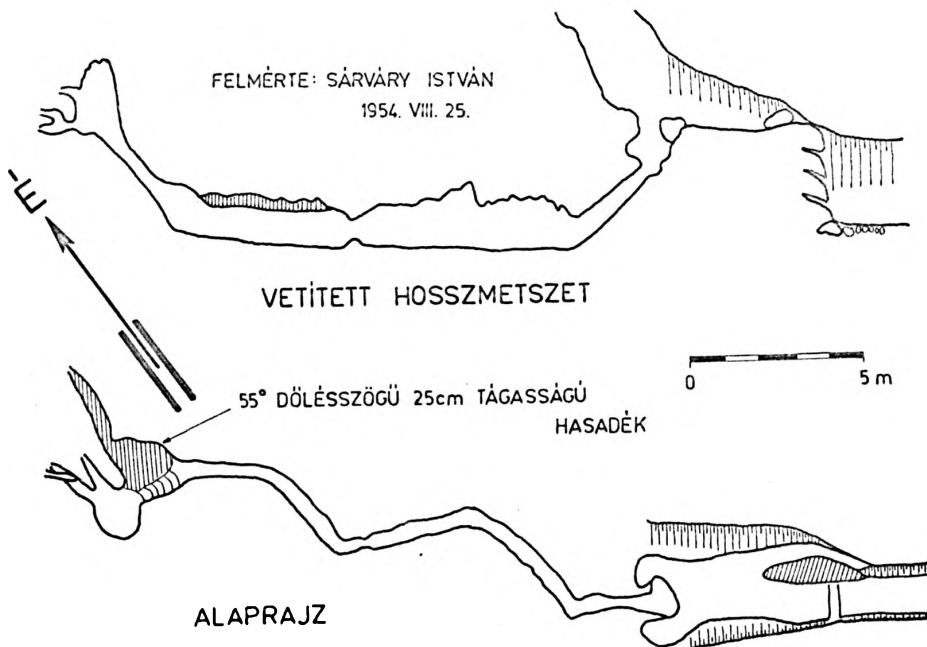 FELMÉRTE: SÁRVÁRY ISTVÁN
1954. VIII. 25.
É
VETÍTETT HOSSZMETSZET
0 5 m
55° DŐLÉSSZÖGŰ 25cm TÁGASSÁGÚ
HASADÉK
ALAPRAJZ